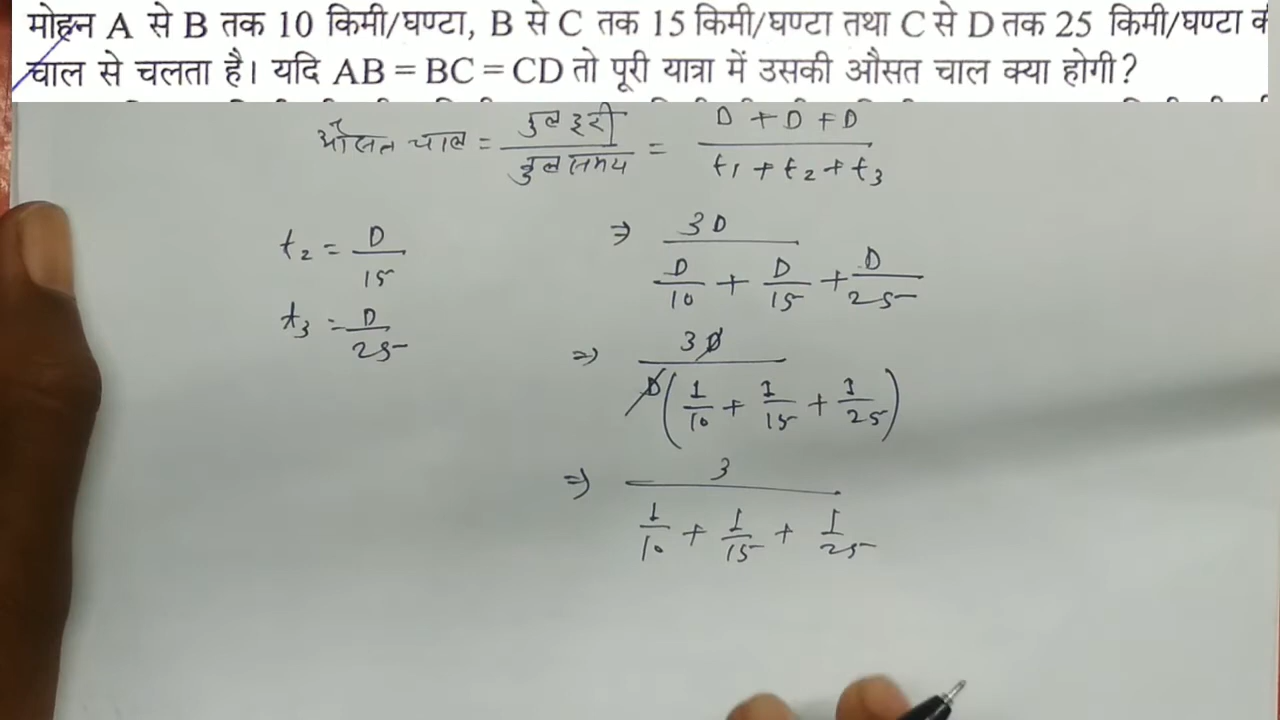 मोहन A से B तक 10 किमी/घण्टा, B से C तक 15 किमी/घण्टा तथा C से D तक 25 किमी/घण्टा
चाल से चलता है। यदि AB = BC = CD तो पूरी यात्रा में उसकी औसत चाल क्या होगी?
औसत चाल = कुल दूरी / कुल समय = D + D + D / t1 + t2 + t3
t2 = D/15
t3 = D/25
⇒ 3D / D/10 + D/15 + D/25
⇒ 3D / D(1/10 + 1/15 + 1/25)
⇒ 3 / 1/10 + 1/15 + 1/25